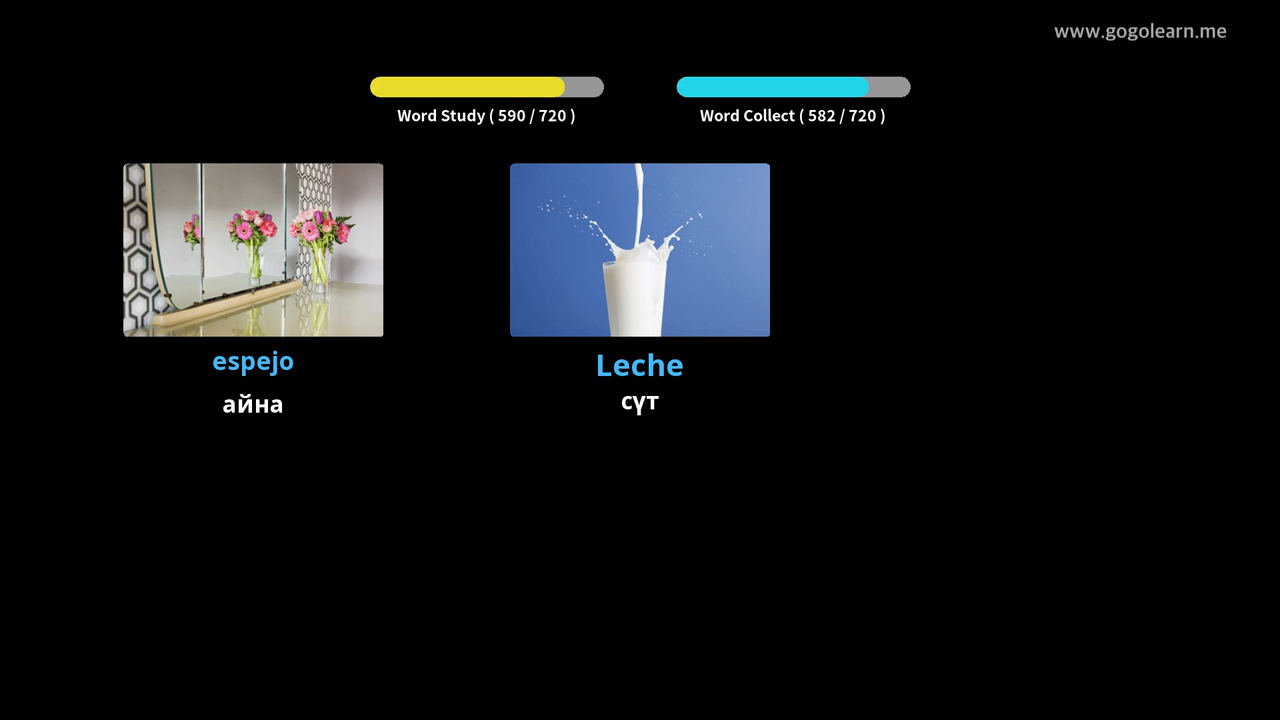 www.gogolearn.me
Word Study ( 590 / 720 )
Word Collect ( 582 / 720 )
espejo
айна
Leche
сүт